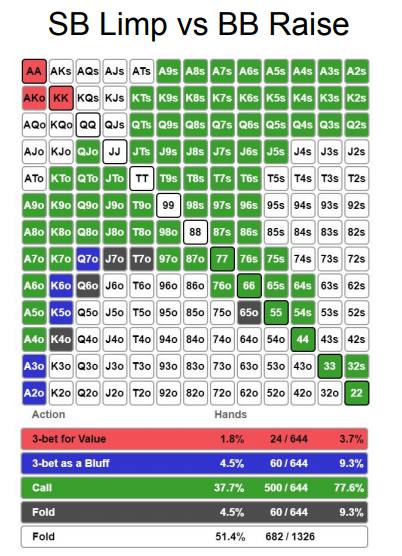 SB Limp vs BB Raise
AA AKs AQs AJs ATs A9s A8s A7s A6s A5s A4s A3s A2s
AKo KK KQs KJs KTs K9s K8s K7s K6s K5s K4s K3s K2s
AQo KQo QQ QJs QTs Q9s Q8s Q7s Q6s Q5s Q4s Q3s Q2s
AJo KJo QJo JJ JTs J9s J8s J7s J6s J5s J4s J3s J2s
ATo KTo QTo JTo TT T9s T8s T7s T6s T5s T4s T3s T2s
A9o K9o Q9o J9o T9o 99 98s 97s 96s 95s 94s 93s 92s
A8o K8o Q8o J8o T8o 98o 88 87s 86s 85s 84s 83s 82s
A7o K7o Q7o J7o T7o 97o 87o 77 76s 75s 74s 73s 72s
A6o K6o Q6o J6o T6o 96o 86o 76o 66 65s 64s 63s 62s
A5o K5o Q5o J5o T5o 95o 85o 75o 65o 55 54s 53s 52s
A4o K4o Q4o J4o T4o 94o 84o 74o 64o 54o 44 43s 42s
A3o K3o Q3o J3o T3o 93o 83o 73o 63o 53o 43o 33 32s
A2o K2o Q2o J2o T2o 92o 82o 72o 62o 52o 42o 32o 22
Action Hands
3-bet for Value 1.8% 24 / 644 3.7%
3-bet as a Bluff 4.5% 60 / 644 9.3%
Call 37.7% 500 / 644 77.6%
Fold 4.5% 60 / 644 9.3%
Fold 51.4% 682 / 1326